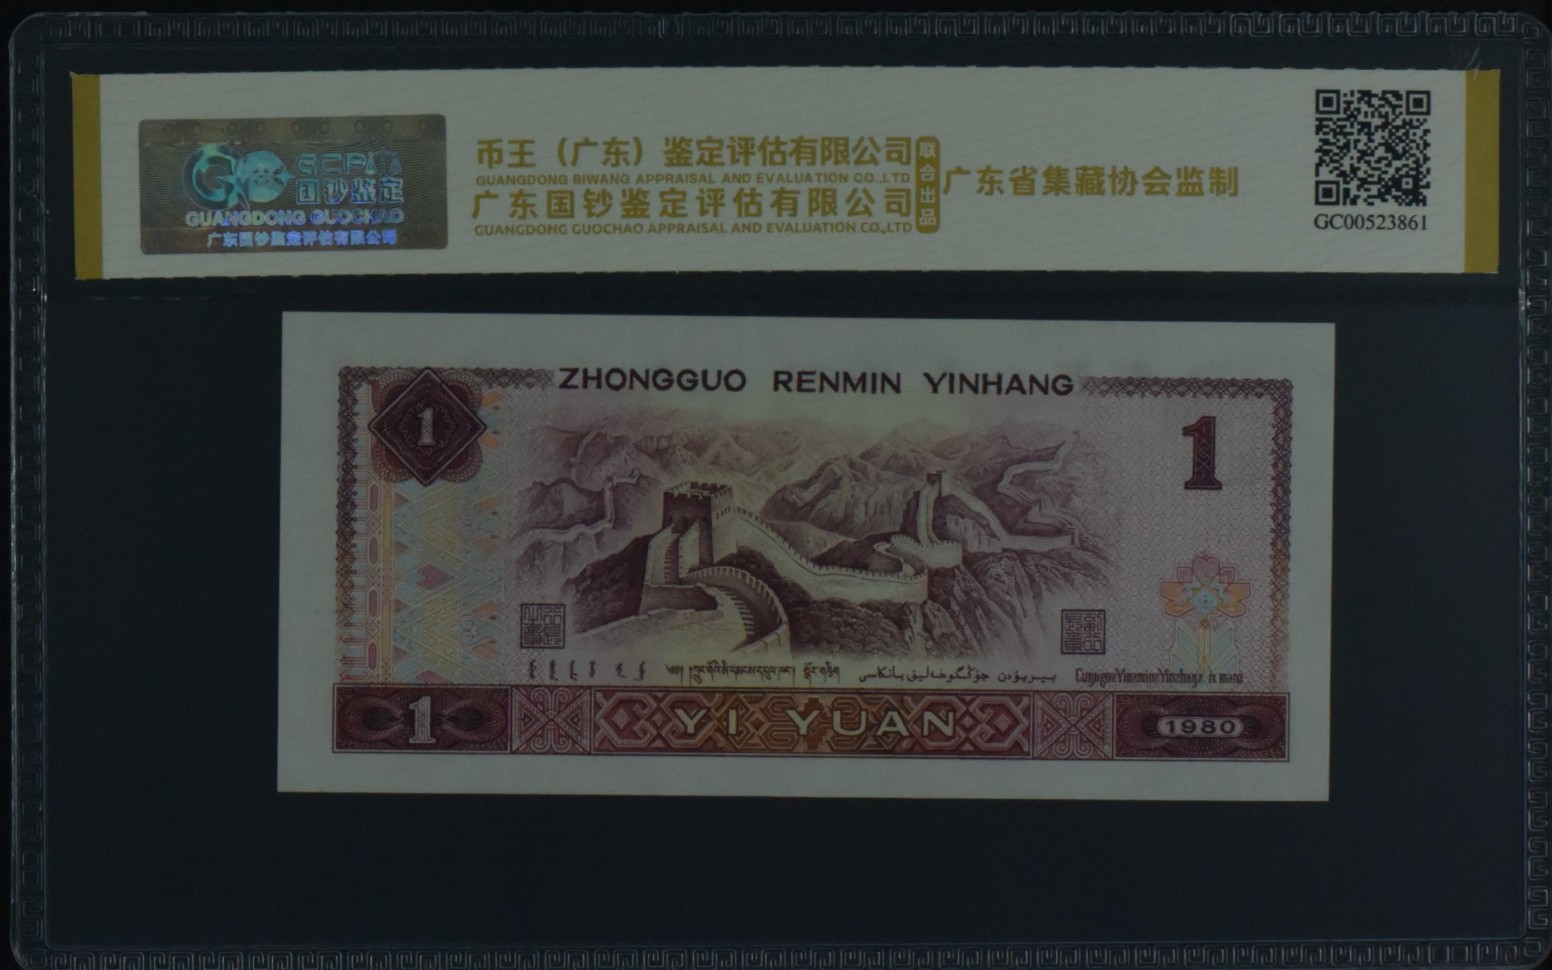 GCPIA
国钞鉴定
GUANGDONG GUOCHAO
广东国钞鉴定评估有限公司
币王（广东）鉴定评估有限公司
GUANGDONG BIWANG APPRAISAL AND EVALUATION CO.,LTD
广东国钞鉴定评估有限公司
GUANGDONG GUOCHAO APPRAISAL AND EVALUATION CO.,LTD
联合出品
广东省集藏协会监制
GC00523861
ZHONGGUO RENMIN YINHANG
1
1
1
YI YUAN
1980